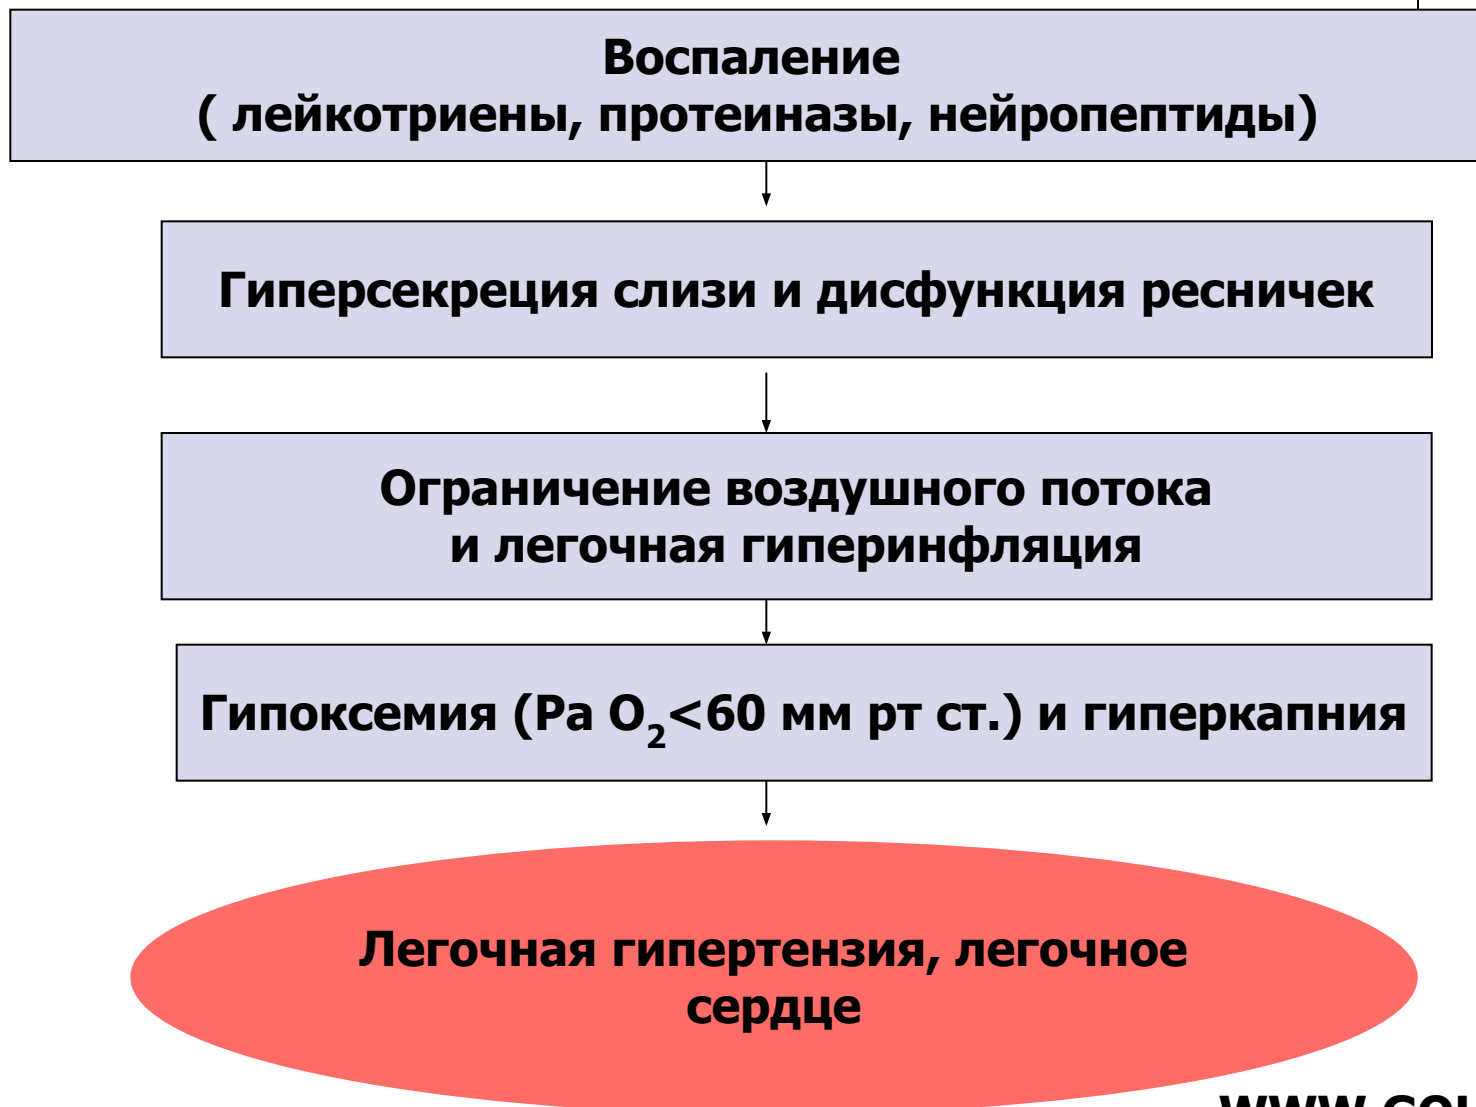 Воспаление
( лейкотриены, протеиназы, нейропептиды)
Гиперсекреция слизи и дисфункция ресничек
Ограничение воздушного потока
и легочная гиперинфляция
Гипоксемия (Pa O₂<60 мм рт ст.) и гиперкапния
Легочная гипертензия, легочное
сердце